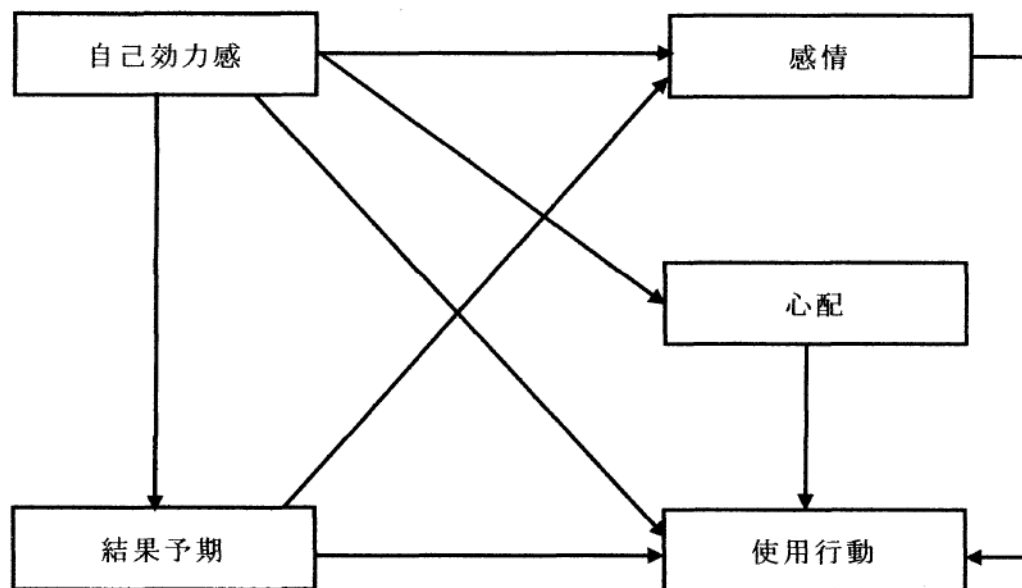 自己効力感
感情
心配
結果予期
使用行動